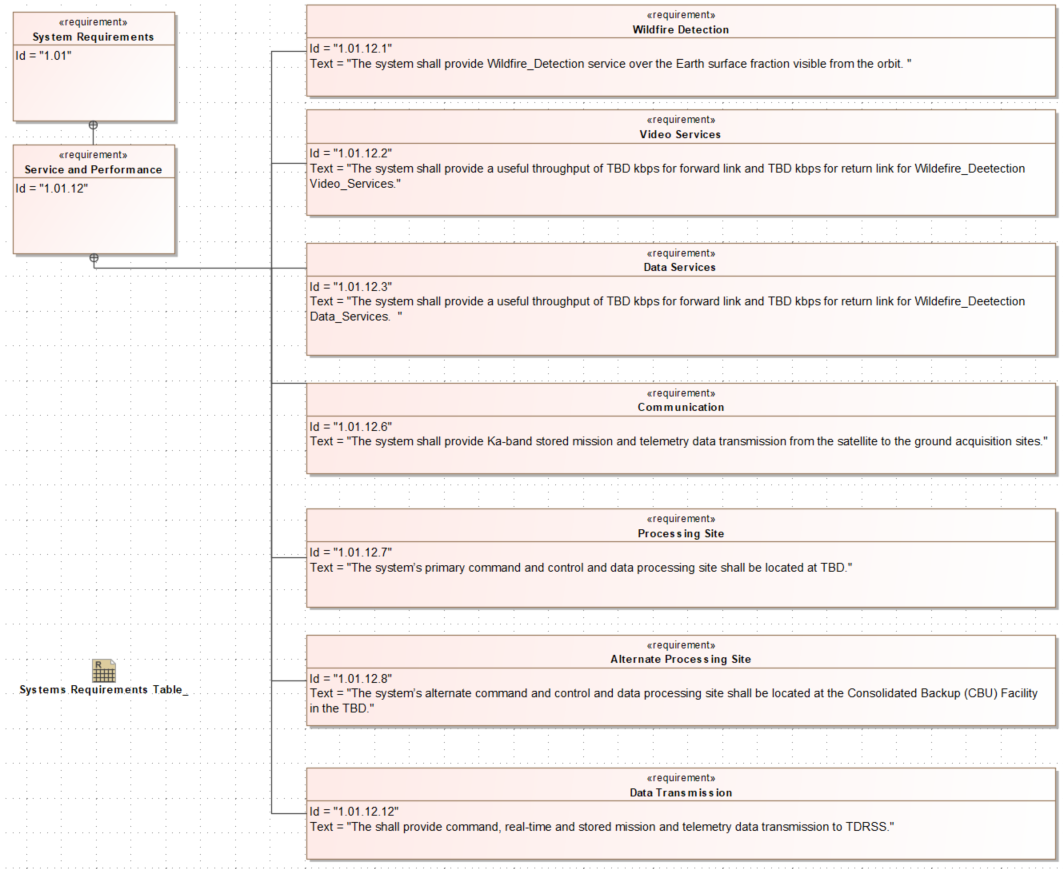 «requirement»
System Requirements
Id = "1.01"
«requirement»
Service and Performance
Id = "1.01.12"
«requirement»
Wildfire Detection
Id = "1.01.12.1"
Text = "The system shall provide Wildfire_Detection service over the Earth surface fraction visible from the orbit. "
«requirement»
Video Services
Id = "1.01.12.2"
Text = "The system shall provide a useful throughput of TBD kbps for forward link and TBD kbps for return link for Wildefire_Deetection
Video_Services."
«requirement»
Data Services
Id = "1.01.12.3"
Text = "The system shall provide a useful throughput of TBD kbps for forward link and TBD kbps for return link for Wildefire_Deetection
Data_Services.  "
«requirement»
Communication
Id = "1.01.12.6"
Text = "The system shall provide Ka-band stored mission and telemetry data transmission from the satellite to the ground acquisition sites."
«requirement»
Processing Site
Id = "1.01.12.7"
Text = "The system's primary command and control and data processing site shall be located at TBD."
«requirement»
Alternate Processing Site
Id = "1.01.12.8"
Text = "The system's alternate command and control and data processing site shall be located at the Consolidated Backup (CBU) Facility
in the TBD."
«requirement»
Data Transmission
Id = "1.01.12.12"
Text = "The shall provide command, real-time and stored mission and telemetry data transmission to TDRSS."
R
Systems Requirements Table_